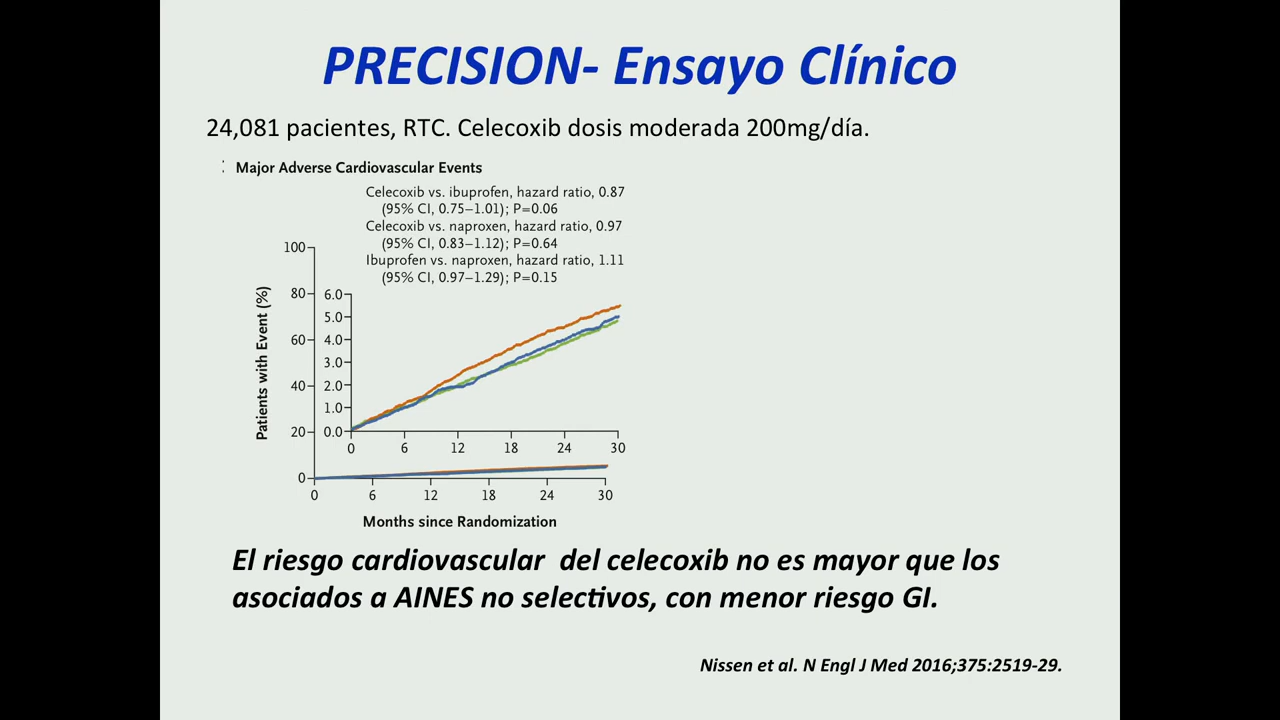 PRECISION- Ensayo Clínico
24,081 pacientes, RTC. Celecoxib dosis moderada 200mg/día.
: Major Adverse Cardiovascular Events
Celecoxib vs. ibuprofen, hazard ratio, 0.87
(95% CI, 0.75–1.01); P=0.06
Celecoxib vs. naproxen, hazard ratio, 0.97
(95% CI, 0.83–1.12); P=0.64
Ibuprofen vs. naproxen, hazard ratio, 1.11
(95% CI, 0.97–1.29); P=0.15
Patients with Event (%)
100
80
60
40
20
0
6.0
5.0
4.0
3.0
2.0
1.0
0.0
0 6 12 18 24 30
0 6 12 18 24 30
Months since Randomization
El riesgo cardiovascular del celecoxib no es mayor que los
asociados a AINES no selectivos, con menor riesgo GI.
Nissen et al. N Engl J Med 2016;375:2519-29.